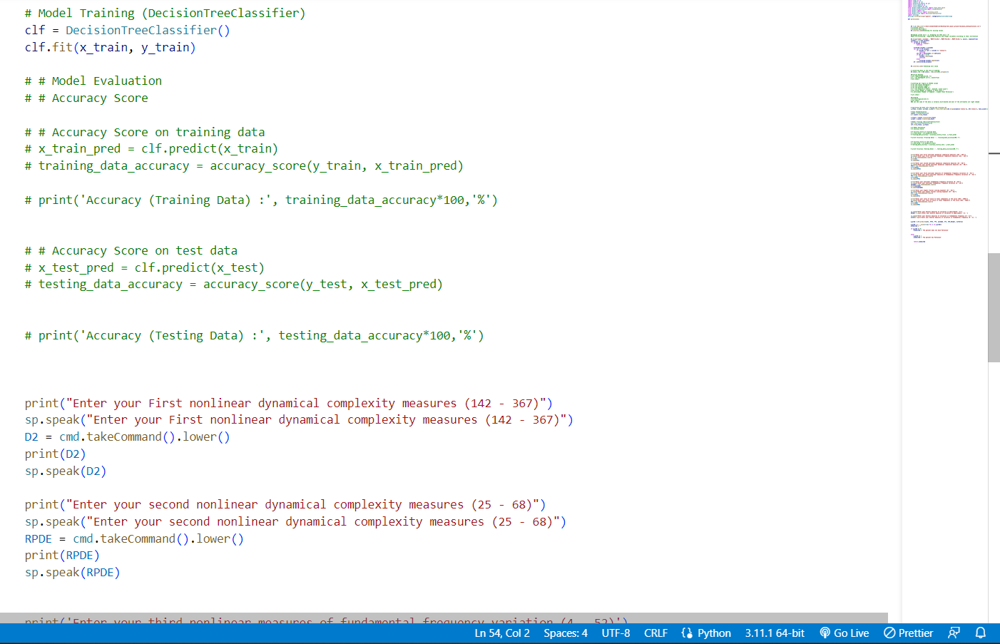 # Model Training (DecisionTreeClassifier)
clf = DecisionTreeClassifier()
clf.fit(x_train, y_train)
# # Model Evaluation
# # Accuracy Score
# # Accuracy Score on training data
# x_train_pred = clf.predict(x_train)
# training_data_accuracy = accuracy_score(y_train, x_train_pred)
# print('Accuracy (Training Data) :', training_data_accuracy*100,'%')
# # Accuracy Score on test data
# x_test_pred = clf.predict(x_test)
# testing_data_accuracy = accuracy_score(y_test, x_test_pred)
# print('Accuracy (Testing Data) :', testing_data_accuracy*100,'%')
print("Enter your First nonlinear dynamical complexity measures (142 - 367)")
sp.speak("Enter your First nonlinear dynamical complexity measures (142 - 367)")
D2 = cmd.takeCommand().lower()
print(D2)
sp.speak(D2)
print("Enter your second nonlinear dynamical complexity measures (25 - 68)")
sp.speak("Enter your second nonlinear dynamical complexity measures (25 - 68)")
RPDE = cmd.takeCommand().lower()
print(RPDE)
sp.speak(RPDE)
print('Enter your third nonlinear measures of fundamental frequency variation (4 - 52)')
Ln 54, Col 2 Spaces: 4 UTF-8 CRLF Python 3.11.1 64-bit Go Live Prettier